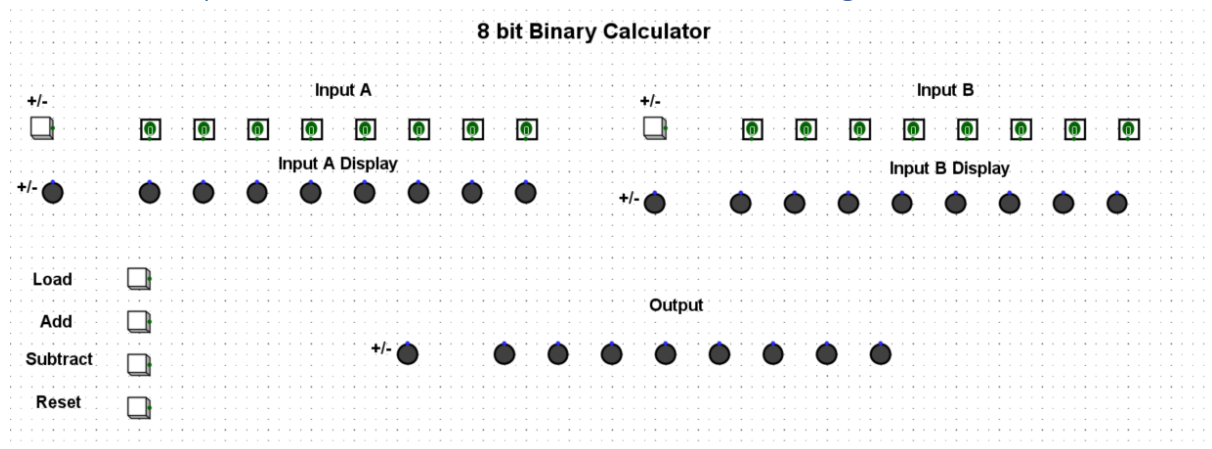 8 bit Binary Calculator
Input A
Input B
+/-
+/-
0 0 0 0 0 0 0 0
0 0 0 0 0 0 0 0
Input A Display
Input B Display
+/-
+/-
Load
Add
Subtract
Reset
Output
+/-